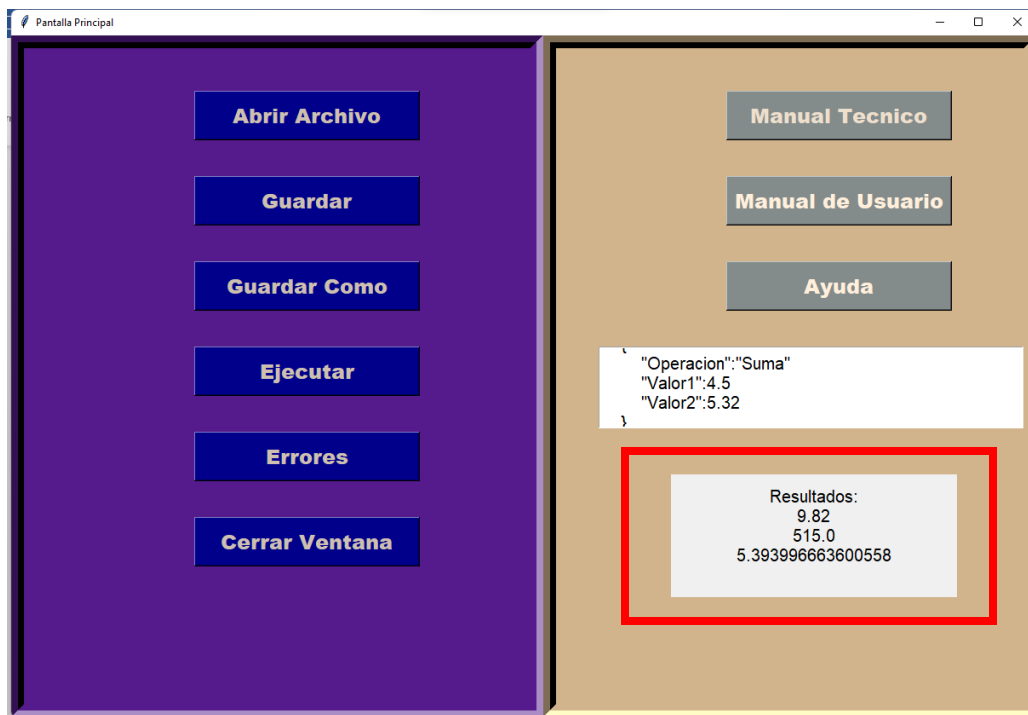 Pantalla Principal
Abrir Archivo
Guardar
Guardar Como
Ejecutar
Errores
Cerrar Ventana
Manual Tecnico
Manual de Usuario
Ayuda
{
"Operacion":"Suma"
"Valor1":4.5
"Valor2":5.32
}
Resultados:
9.82
515.0
5.393996663600558